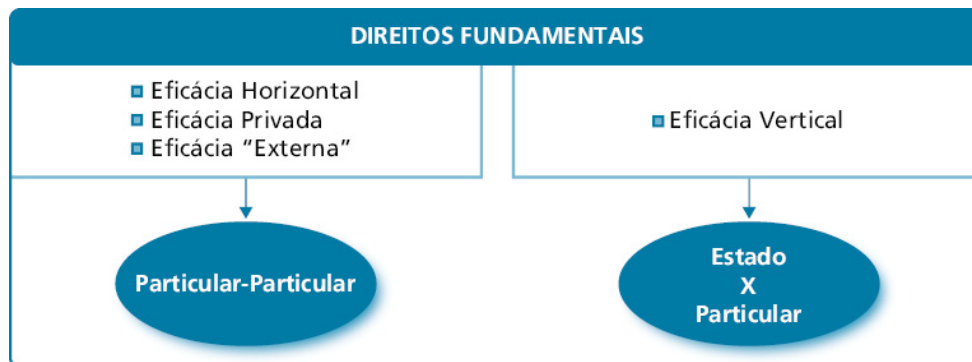 DIREITOS FUNDAMENTAIS
Eficácia Horizontal
Eficácia Privada
Eficácia “Externa”
Eficácia Vertical
Particular-Particular
Estado
X
Particular